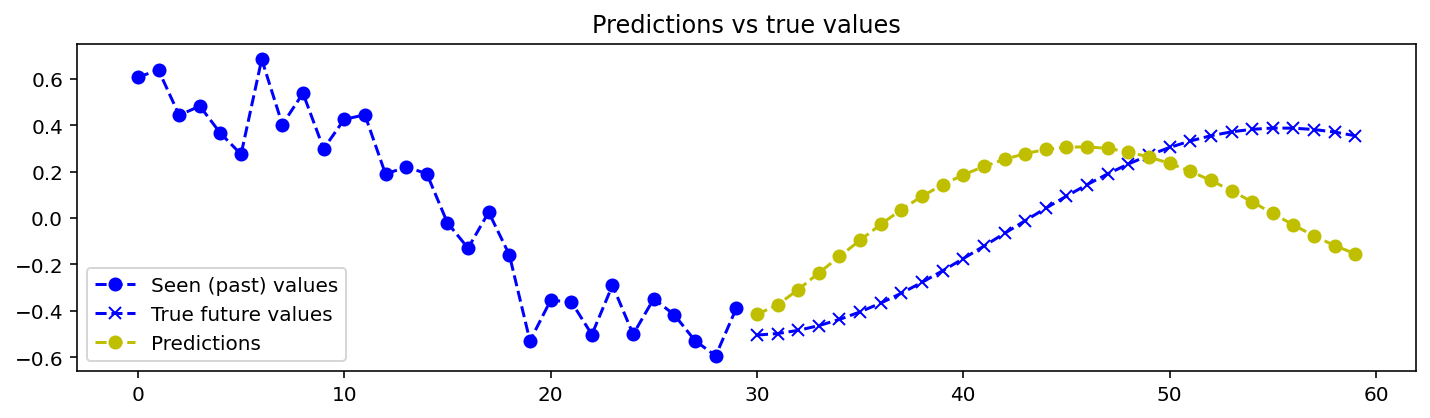 Predictions vs true values
0.6
0.4
0.2
0.0
−0.2
−0.4
−0.6
Seen (past) values
True future values
Predictions
0 10 20 30 40 50 60